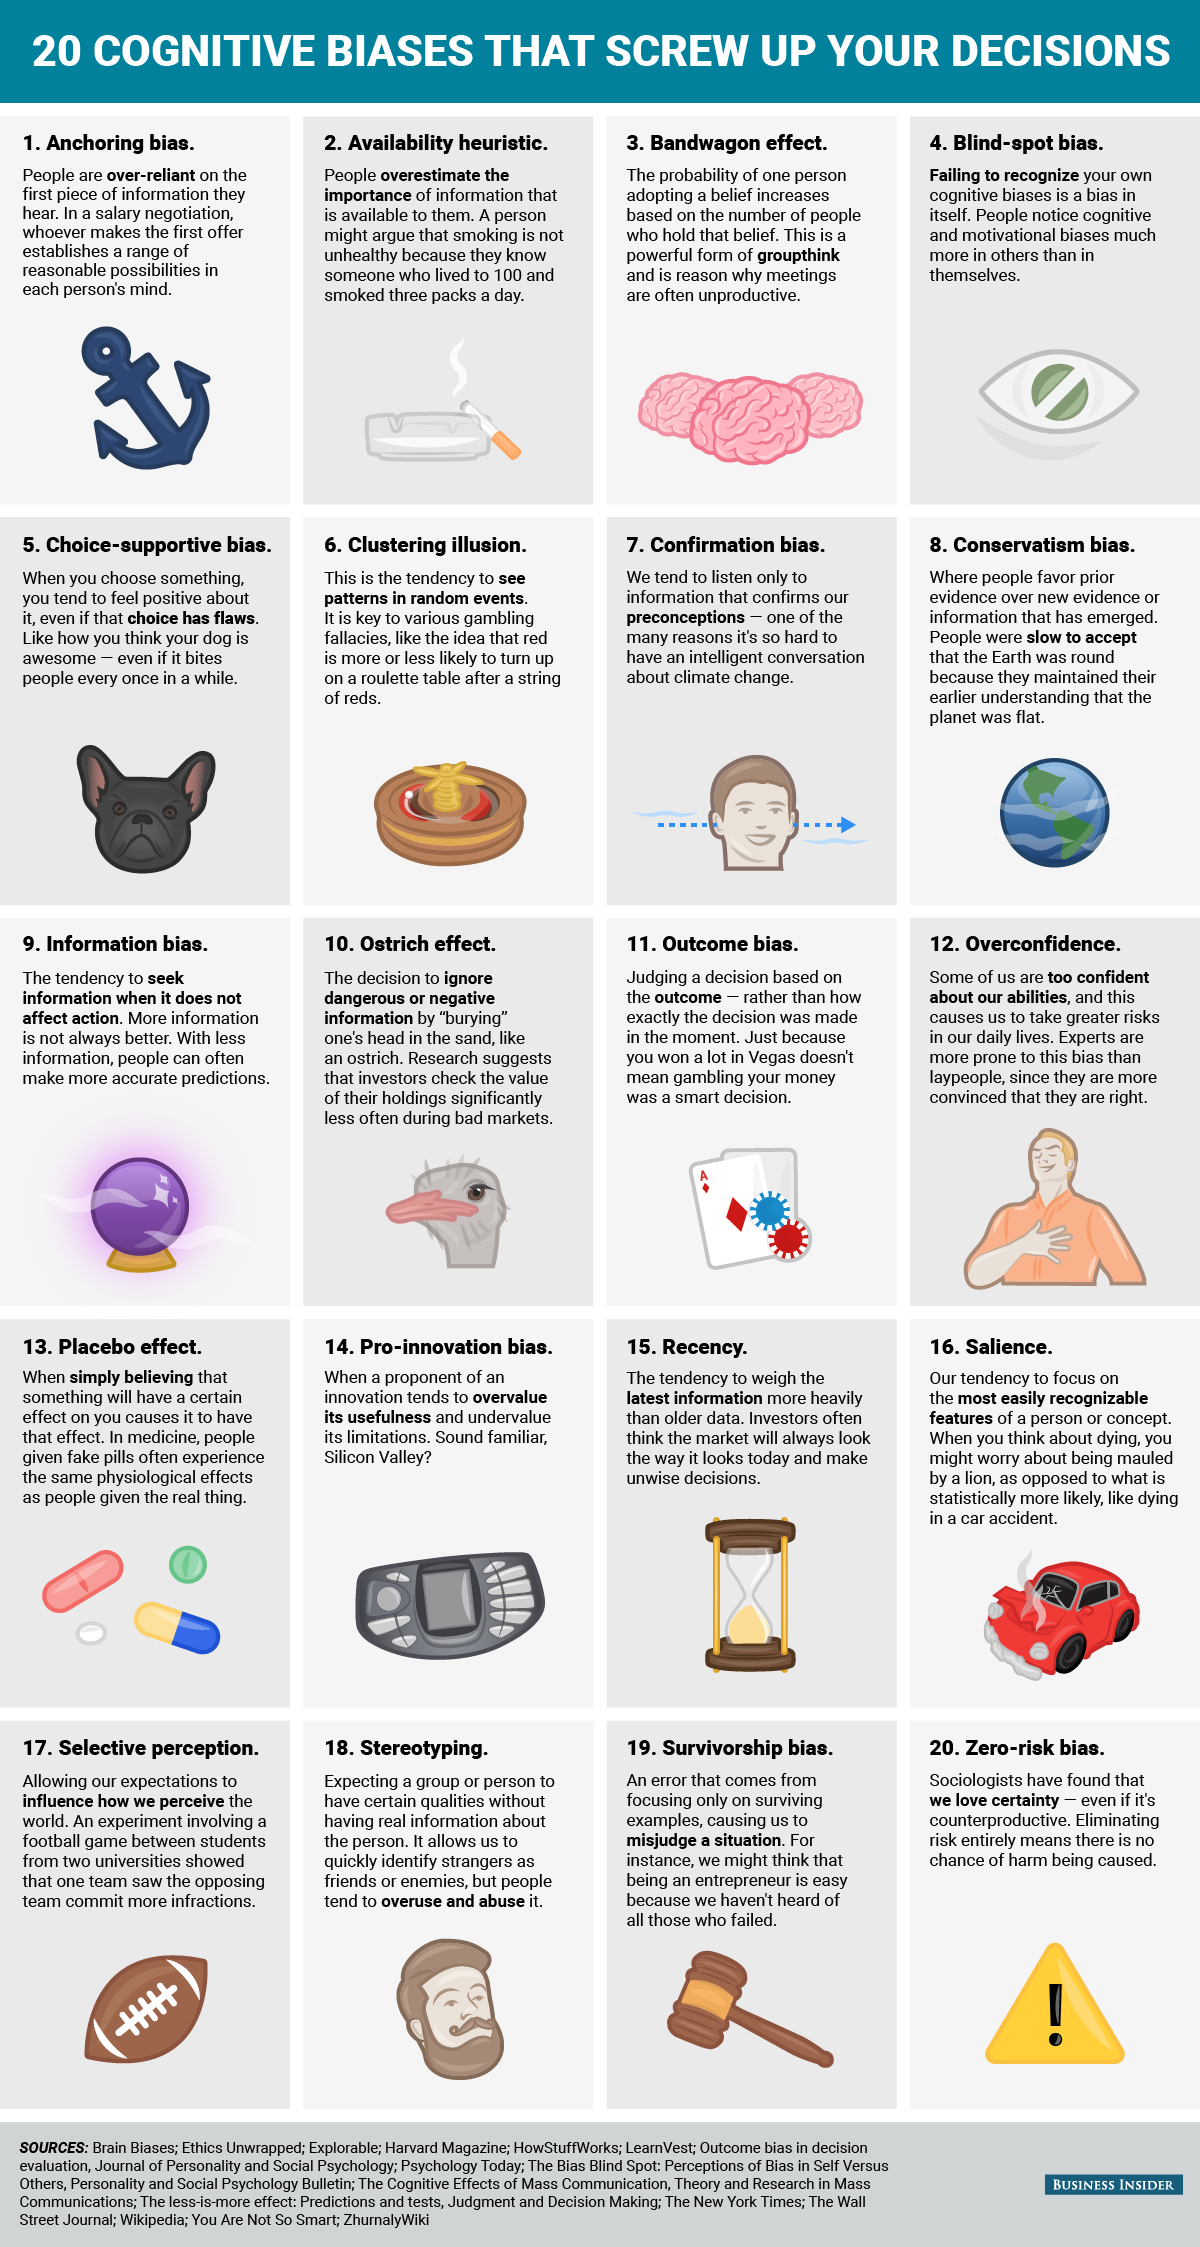 20 COGNITIVE BIASES THAT SCREW UP YOUR DECISIONS
1. Anchoring bias.
People are over-reliant on the
first piece of information they
hear. In a salary negotiation,
whoever makes the first offer
establishes a range of
reasonable possibilities in
each person's mind.
2. Availability heuristic.
People overestimate the
importance of information that
is available to them. A person
might argue that smoking is not
unhealthy because they know
someone who lived to 100 and
smoked three packs a day.
3. Bandwagon effect.
The probability of one person
adopting a belief increases
based on the number of people
who hold that belief. This is a
powerful form of groupthink
and is reason why meetings
are often unproductive.
4. Blind-spot bias.
Failing to recognize your own
cognitive biases is a bias in
itself. People notice cognitive
and motivational biases much
more in others than in
themselves.
5. Choice-supportive bias.
When you choose something,
you tend to feel positive about
it, even if that choice has flaws.
Like how you think your dog is
awesome — even if it bites
people every once in a while.
6. Clustering illusion.
This is the tendency to see
patterns in random events.
It is key to various gambling
fallacies, like the idea that red
is more or less likely to turn up
on a roulette table after a string
of reds.
7. Confirmation bias.
We tend to listen only to
information that confirms our
preconceptions — one of the
many reasons it's so hard to
have an intelligent conversation
about climate change.
8. Conservatism bias.
Where people favor prior
evidence over new evidence or
information that has emerged.
People were slow to accept
that the Earth was round
because they maintained their
earlier understanding that the
planet was flat.
9. Information bias.
The tendency to seek
information when it does not
affect action. More information
is not always better. With less
information, people can often
make more accurate predictions.
10. Ostrich effect.
The decision to ignore
dangerous or negative
information by “burying”
one's head in the sand, like
an ostrich. Research suggests
that investors check the value
of their holdings significantly
less often during bad markets.
11. Outcome bias.
Judging a decision based on
the outcome — rather than how
exactly the decision was made
in the moment. Just because
you won a lot in Vegas doesn't
mean gambling your money
was a smart decision.
A
12. Overconfidence.
Some of us are too confident
about our abilities, and this
causes us to take greater risks
in our daily lives. Experts are
more prone to this bias than
laypeople, since they are more
convinced that they are right.
13. Placebo effect.
When simply believing that
something will have a certain
effect on you causes it to have
that effect. In medicine, people
given fake pills often experience
the same physiological effects
as people given the real thing.
14. Pro-innovation bias.
When a proponent of an
innovation tends to overvalue
its usefulness and undervalue
its limitations. Sound familiar,
Silicon Valley?
15. Recency.
The tendency to weigh the
latest information more heavily
than older data. Investors often
think the market will always look
the way it looks today and make
unwise decisions.
16. Salience.
Our tendency to focus on
the most easily recognizable
features of a person or concept.
When you think about dying, you
might worry about being mauled
by a lion, as opposed to what is
statistically more likely, like dying
in a car accident.
17. Selective perception.
Allowing our expectations to
influence how we perceive the
world. An experiment involving a
football game between students
from two universities showed
that one team saw the opposing
team commit more infractions.
18. Stereotyping.
Expecting a group or person to
have certain qualities without
having real information about
the person. It allows us to
quickly identify strangers as
friends or enemies, but people
tend to overuse and abuse it.
19. Survivorship bias.
An error that comes from
focusing only on surviving
examples, causing us to
misjudge a situation. For
instance, we might think that
being an entrepreneur is easy
because we haven't heard of
all those who failed.
20. Zero-risk bias.
Sociologists have found that
we love certainty — even if it's
counterproductive. Eliminating
risk entirely means there is no
chance of harm being caused.
!
SOURCES: Brain Biases; Ethics Unwrapped; Explorable; Harvard Magazine; HowStuffWorks; LearnVest; Outcome bias in decision
evaluation, Journal of Personality and Social Psychology; Psychology Today; The Bias Blind Spot: Perceptions of Bias in Self Versus
Others, Personality and Social Psychology Bulletin; The Cognitive Effects of Mass Communication, Theory and Research in Mass
Communications; The less-is-more effect: Predictions and tests, Judgment and Decision Making; The New York Times; The Wall
Street Journal; Wikipedia; You Are Not So Smart; ZhurnalyWiki
BUSINESS INSIDER